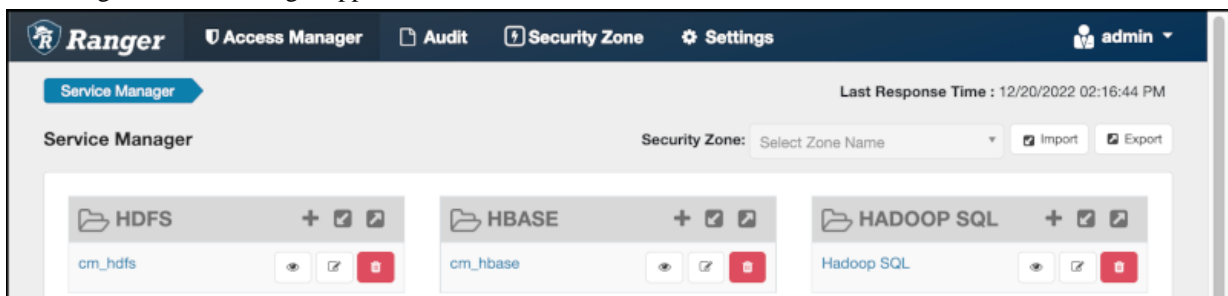 Ranger Access Manager Audit Security Zone Settings admin
Service Manager Last Response Time : 12/20/2022 02:16:44 PM
Service Manager Security Zone: Select Zone Name Import Export
HDFS HBASE HADOOP SQL
cm_hdfs cm_hbase Hadoop SQL